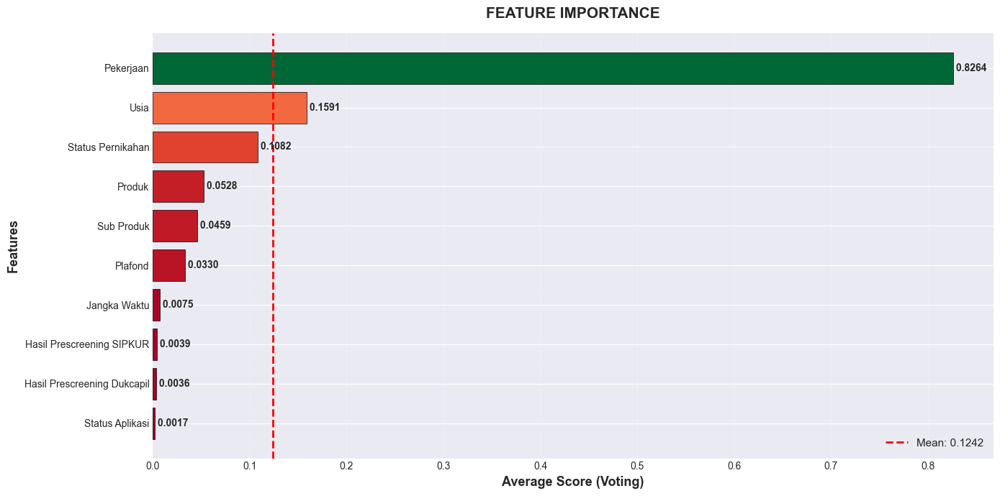 FEATURE IMPORTANCE
Features
Pekerjaan 0.8264
Usia 0.1591
Status Pernikahan 0.1082
Produk 0.0528
Sub Produk 0.0459
Plafond 0.0330
Jangka Waktu 0.0075
Hasil Prescreening SIPKUR 0.0039
Hasil Prescreening Dukcapil 0.0036
Status Aplikasi 0.0017
Mean: 0.1242
0.0 0.1 0.2 0.3 0.4 0.5 0.6 0.7 0.8
Average Score (Voting)